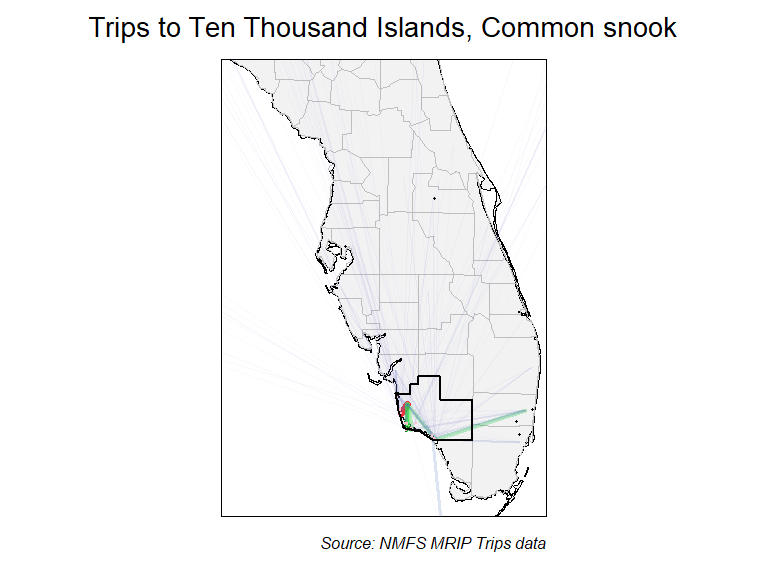 Trips to Ten Thousand Islands, Common snook
Source: NMFS MRIP Trips data